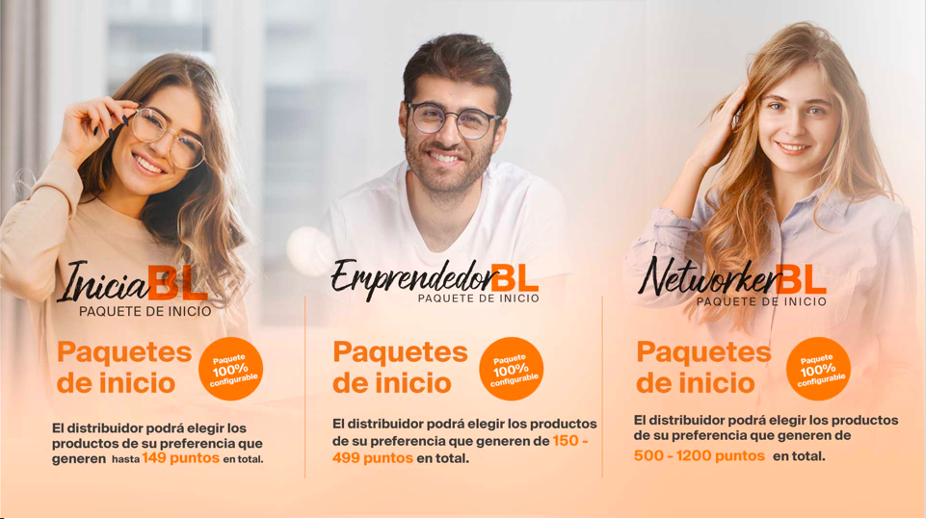 IniciaBL
PAQUETE DE INICIO
Paquetes
de inicio
Paquete
100%
configurable
El distribuidor podrá elegir los
productos de su preferencia que
generen hasta 149 puntos en total.
EmprendedorBL
PAQUETE DE INICIO
Paquetes
de inicio
Paquete
100%
configurable
El distribuidor podrá elegir los productos
de su preferencia que generen de 150 -
499 puntos en total.
NetworkerBL
PAQUETE DE INICIO
Paquetes
de inicio
Paquete
100%
configurable
El distribuidor podrá elegir los productos
de su preferencia que generen de
500 - 1200 puntos en total.